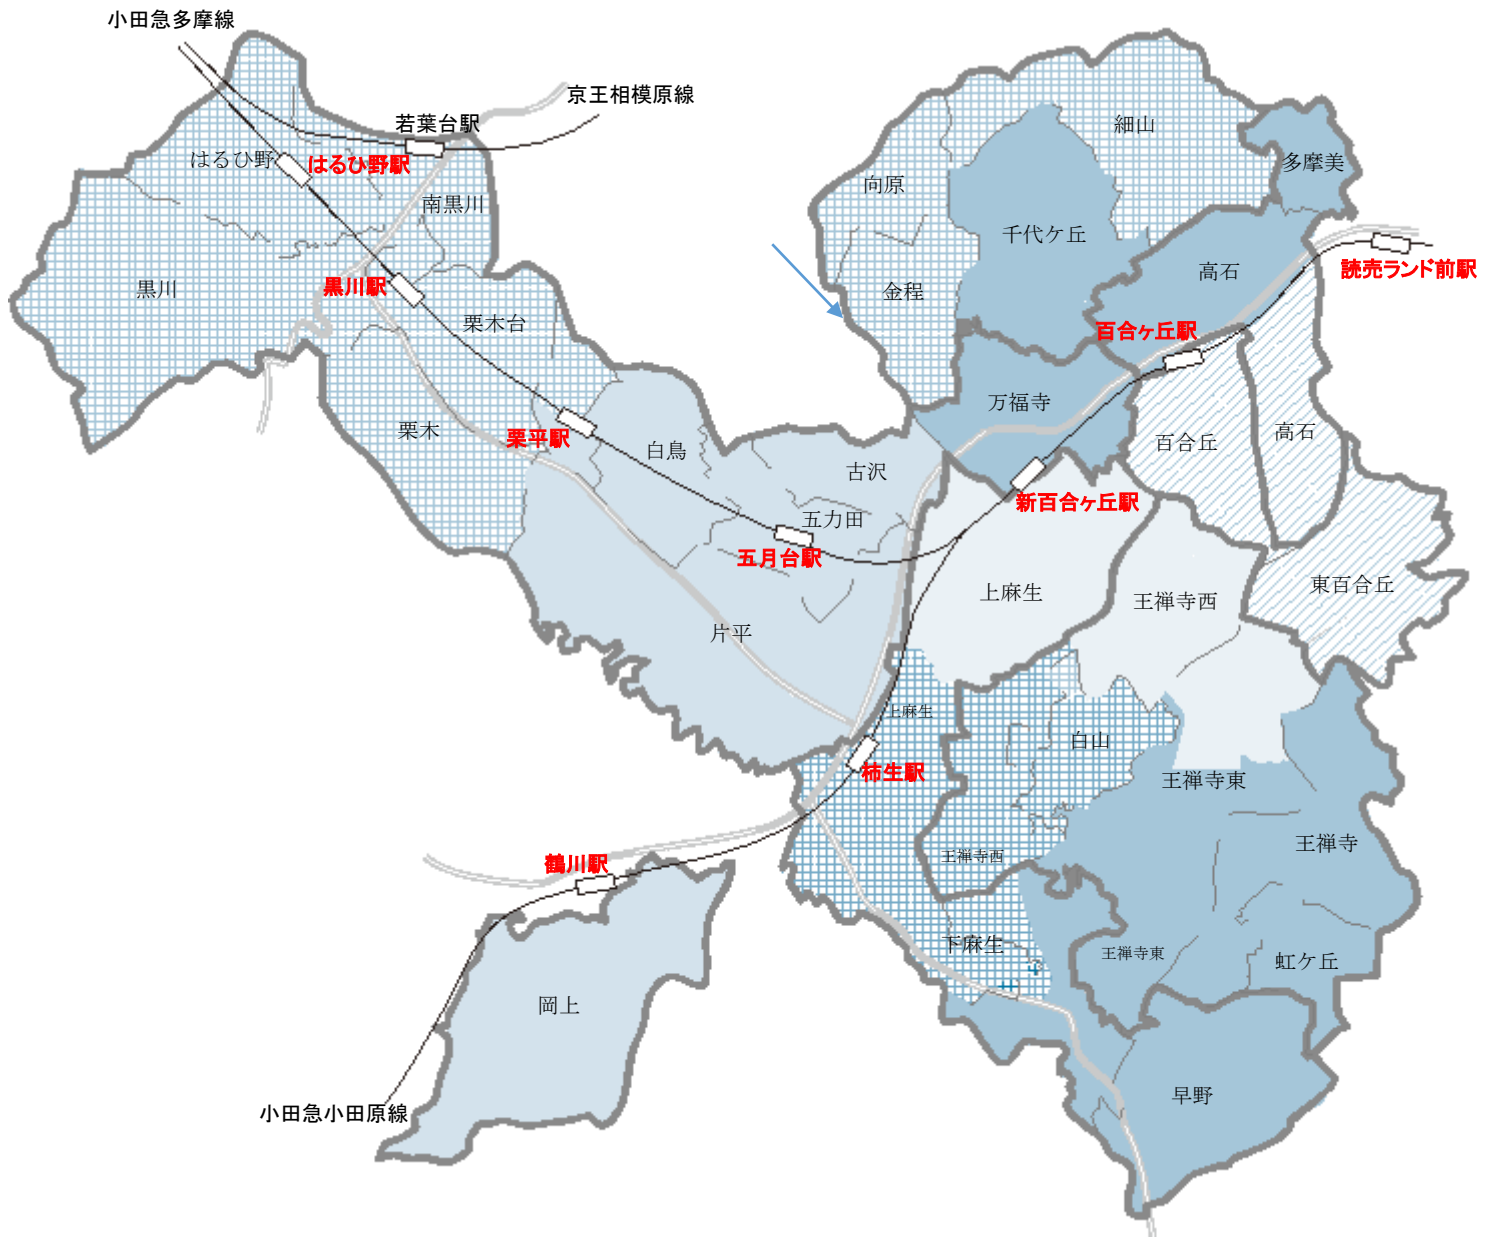 小田急多摩線
京王相模原線
若葉台駅
はるひ野
はるひ野駅
南黒川
黒川
黒川駅
栗木台
栗木
栗平駅
白鳥
古沢
五力田
五月台駅
片平
細山
多摩美
向原
千代ケ丘
高石
読売ランド前駅
金程
百合ヶ丘駅
万福寺
百合丘
高石
新百合ヶ丘駅
上麻生
王禅寺西
東百合丘
上麻生
白山
柿生駅
王禅寺東
王禅寺
王禅寺西
鶴川駅
下麻生
王禅寺東
虹ケ丘
岡上
早野
小田急小田原線